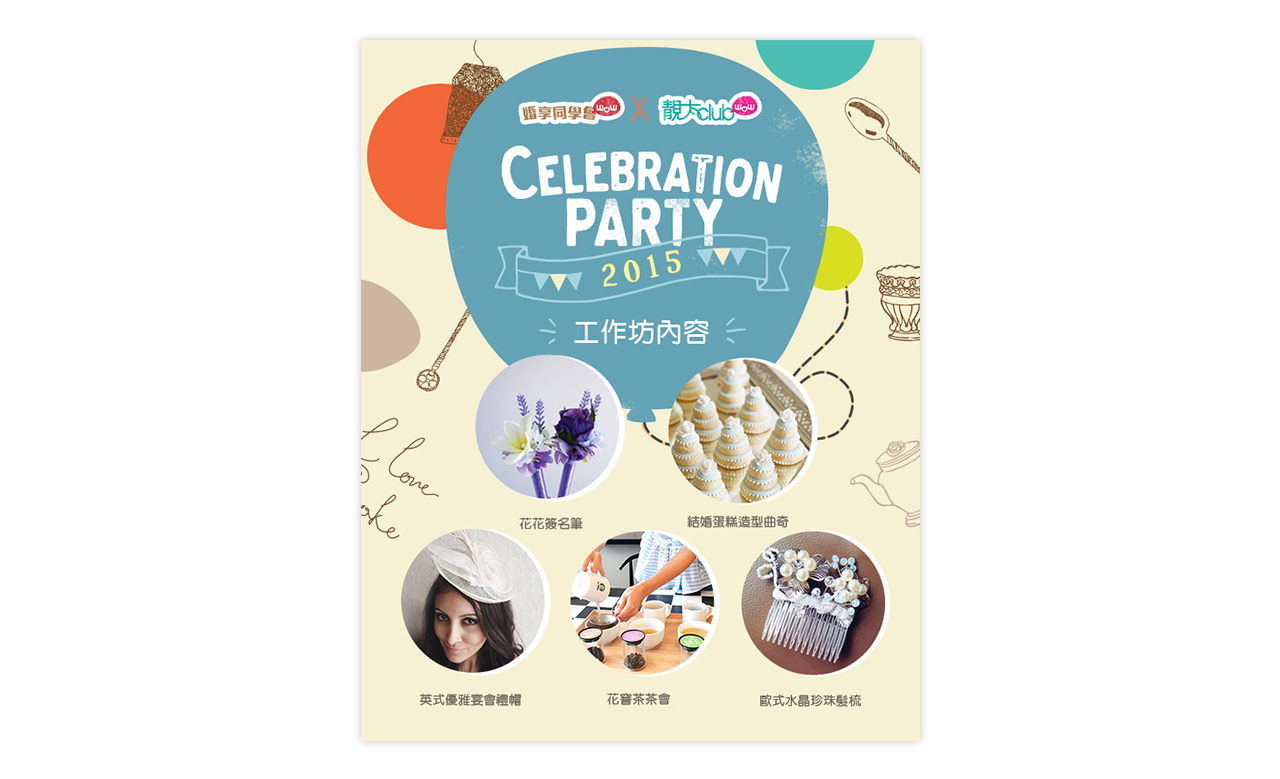 婚享同學會 wow X 靚太club wow
CELEBRATION
PARTY
2015
工作坊內容
I love
花花簽名筆
結婚蛋糕造型曲奇
英式優雅宴會禮帽
花窨茶茶會
歐式水晶珍珠髮梳